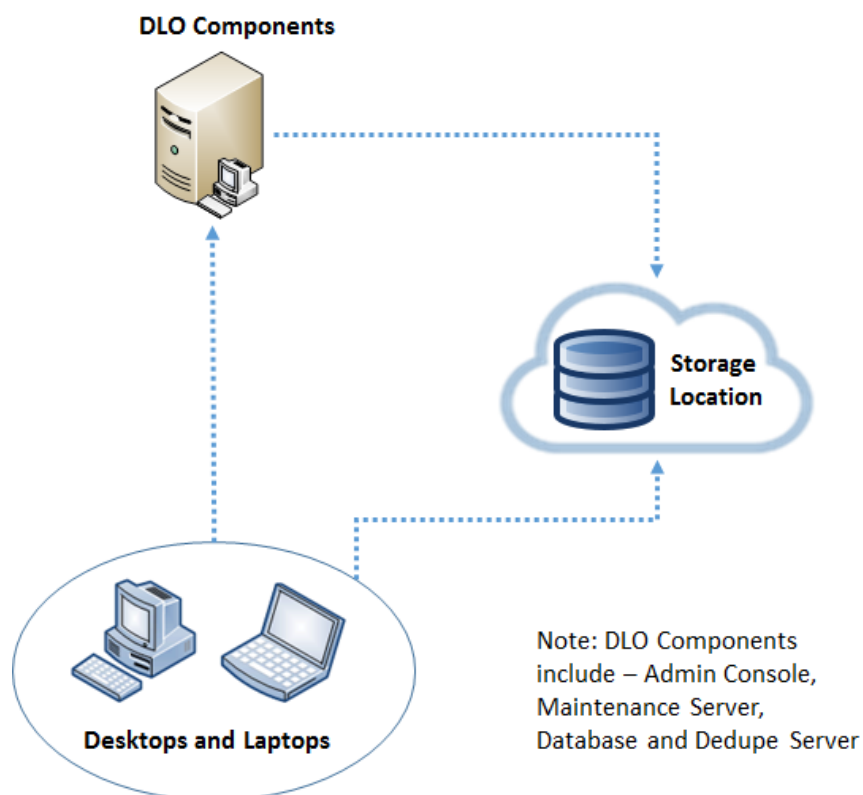 DLO Components
Storage
Location
Desktops and Laptops
Note: DLO Components
include – Admin Console,
Maintenance Server,
Database and Dedupe Server